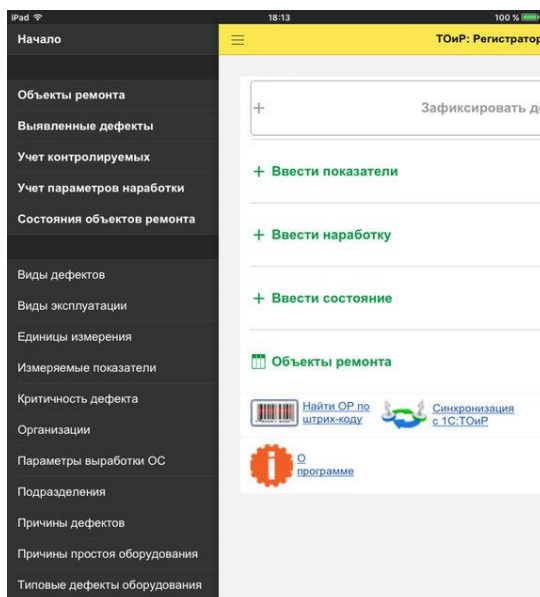 iPad 18:13 100 %
Начало
ТОиР: Регистратор
Объекты ремонта
Выявленные дефекты
Учет контролируемых
Учет параметров наработки
Состояния объектов ремонта
Виды дефектов
Виды эксплуатации
Единицы измерения
Измеряемые показатели
Критичность дефекта
Организации
Параметры выработки ОС
Подразделения
Причины дефектов
Причины простоя оборудования
Типовые дефекты оборудования
+ Зафиксировать де
+ Ввести показатели
+ Ввести наработку
+ Ввести состояние
Объекты ремонта
Найти ОР по
штрих-коду
Синхронизация
с 1С:ТОиР
О
программе